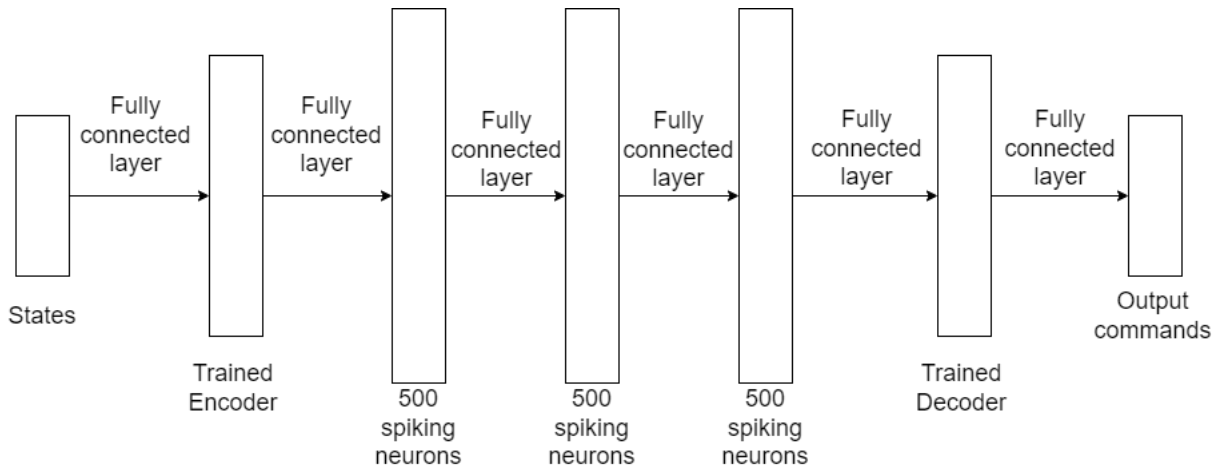 Fully
connected
layer
Fully
connected
layer
Fully
connected
layer
Fully
connected
layer
Fully
connected
layer
Fully
connected
layer
States
Trained
Encoder
500
spiking
neurons
500
spiking
neurons
500
spiking
neurons
Trained
Decoder
Output
commands